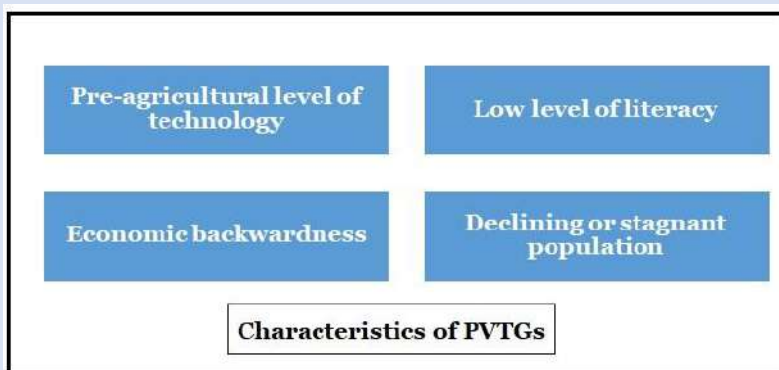 Pre-agricultural level of
technology
Low level of literacy
Economic backwardness
Declining or stagnant
population
Characteristics of PVTGs